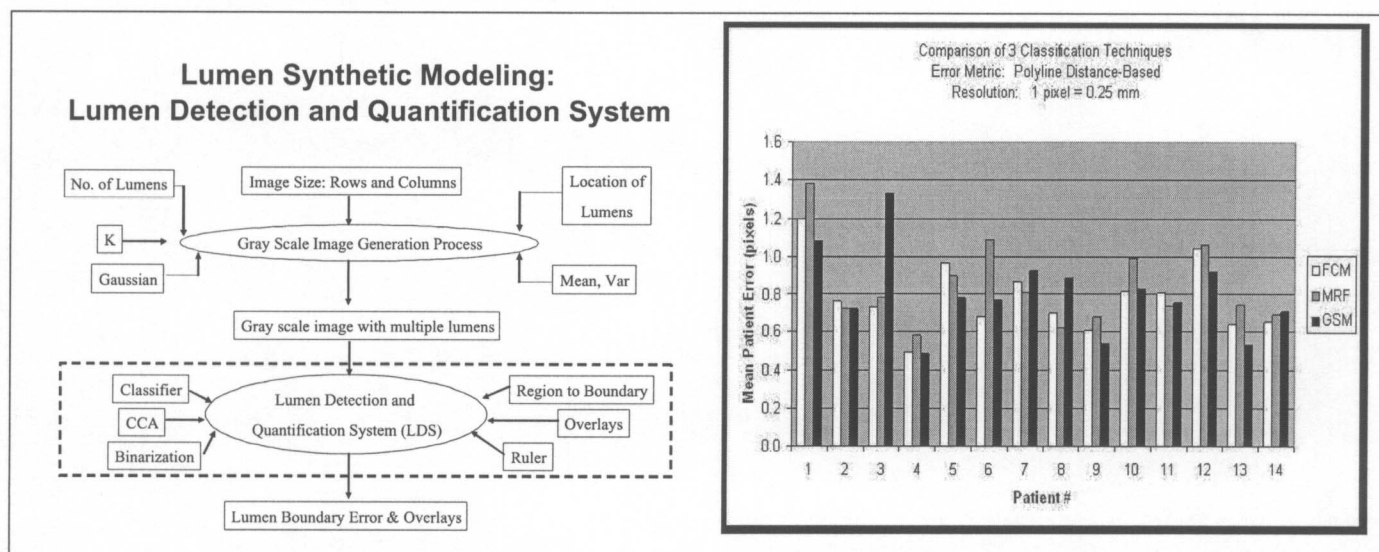 Lumen Synthetic Modeling:
Lumen Detection and Quantification System
No. of Lumens
Image Size: Rows and Columns
Location of
Lumens
K
Gray Scale Image Generation Process
Gaussian
Mean, Var
Gray scale image with multiple lumens
Classifier
CCA
Binarization
Lumen Detection and
Quantification System (LDS)
Region to Boundary
Overlays
Ruler
Lumen Boundary Error & Overlays
Comparison of 3 Classification Techniques
Error Metric: Polyline Distance-Based
Resolution: 1 pixel = 0.25 mm
Mean Patient Error (pixels)
1.6
1.4
1.2
1.0
0.8
0.6
0.4
0.2
0.0
1 2 3 4 5 6 7 8 9 10 11 12 13 14
Patient #
FCM
MRF
GSM